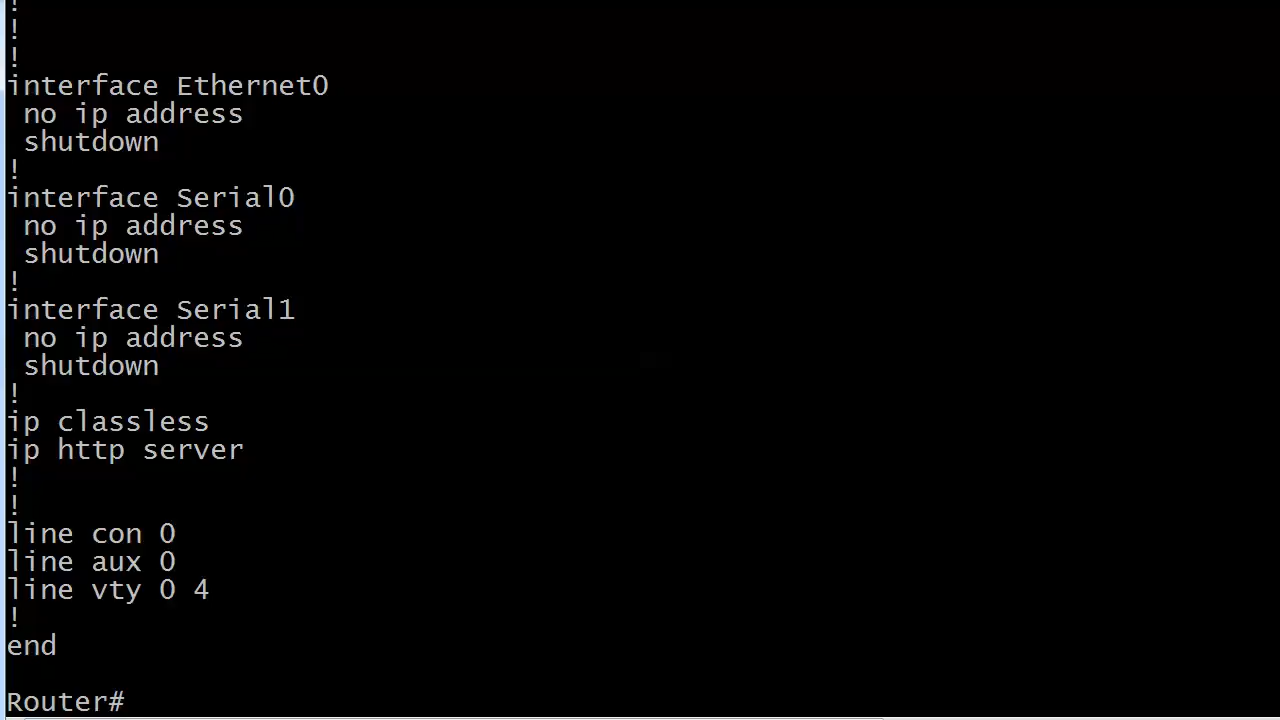 !
!
!
interface Ethernet0
 no ip address
 shutdown
!
interface Serial0
 no ip address
 shutdown
!
interface Serial1
 no ip address
 shutdown
!
ip classless
ip http server
!
!
line con 0
line aux 0
line vty 0 4
!
end

Router#